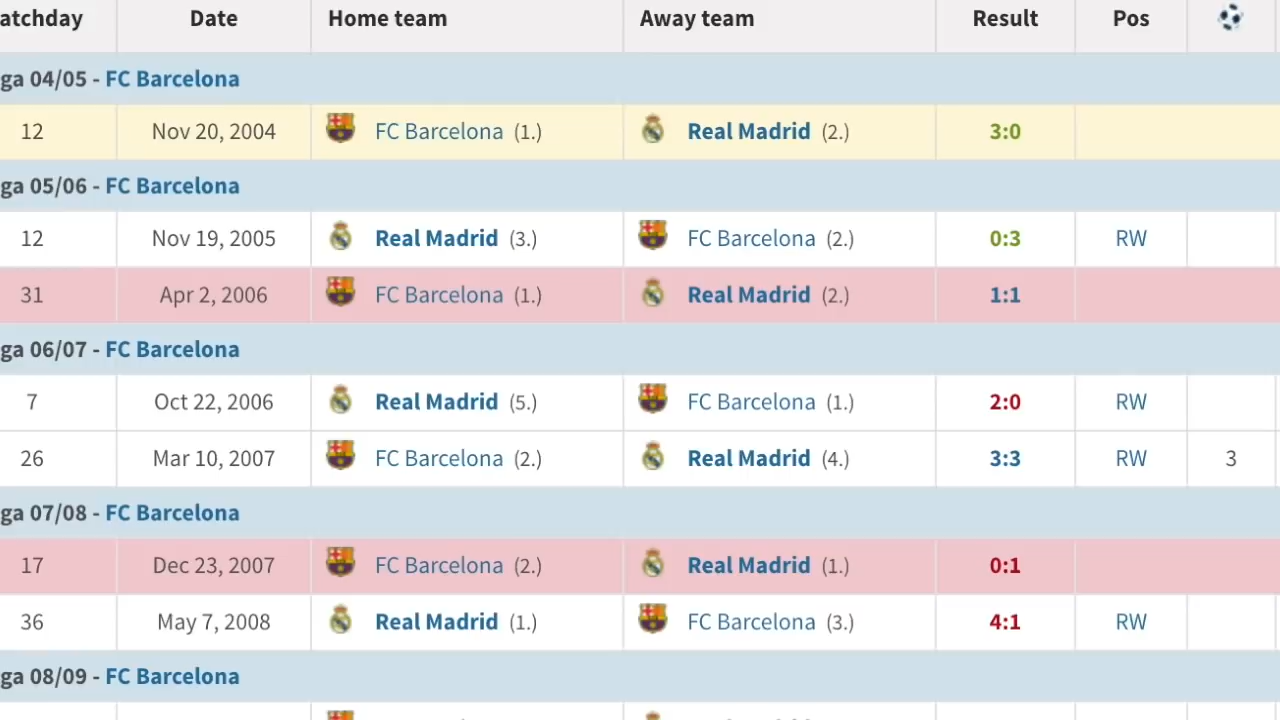 atchday Date Home team Away team Result Pos
ga 04/05 - FC Barcelona
12 Nov 20, 2004 FC Barcelona (1.) Real Madrid (2.) 3:0
ga 05/06 - FC Barcelona
12 Nov 19, 2005 Real Madrid (3.) FC Barcelona (2.) 0:3 RW
31 Apr 2, 2006 FC Barcelona (1.) Real Madrid (2.) 1:1
ga 06/07 - FC Barcelona
7 Oct 22, 2006 Real Madrid (5.) FC Barcelona (1.) 2:0 RW
26 Mar 10, 2007 FC Barcelona (2.) Real Madrid (4.) 3:3 RW 3
ga 07/08 - FC Barcelona
17 Dec 23, 2007 FC Barcelona (2.) Real Madrid (1.) 0:1
36 May 7, 2008 Real Madrid (1.) FC Barcelona (3.) 4:1 RW
ga 08/09 - FC Barcelona